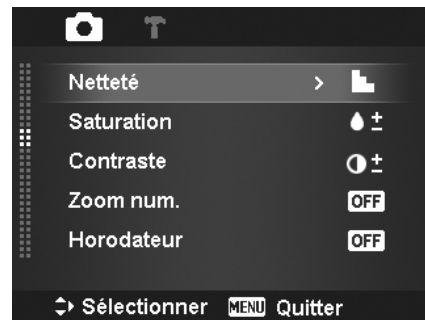 Netteté >
Saturation
Contraste
Zoom num. OFF
Horodateur OFF
Sélectionner MENU Quitter